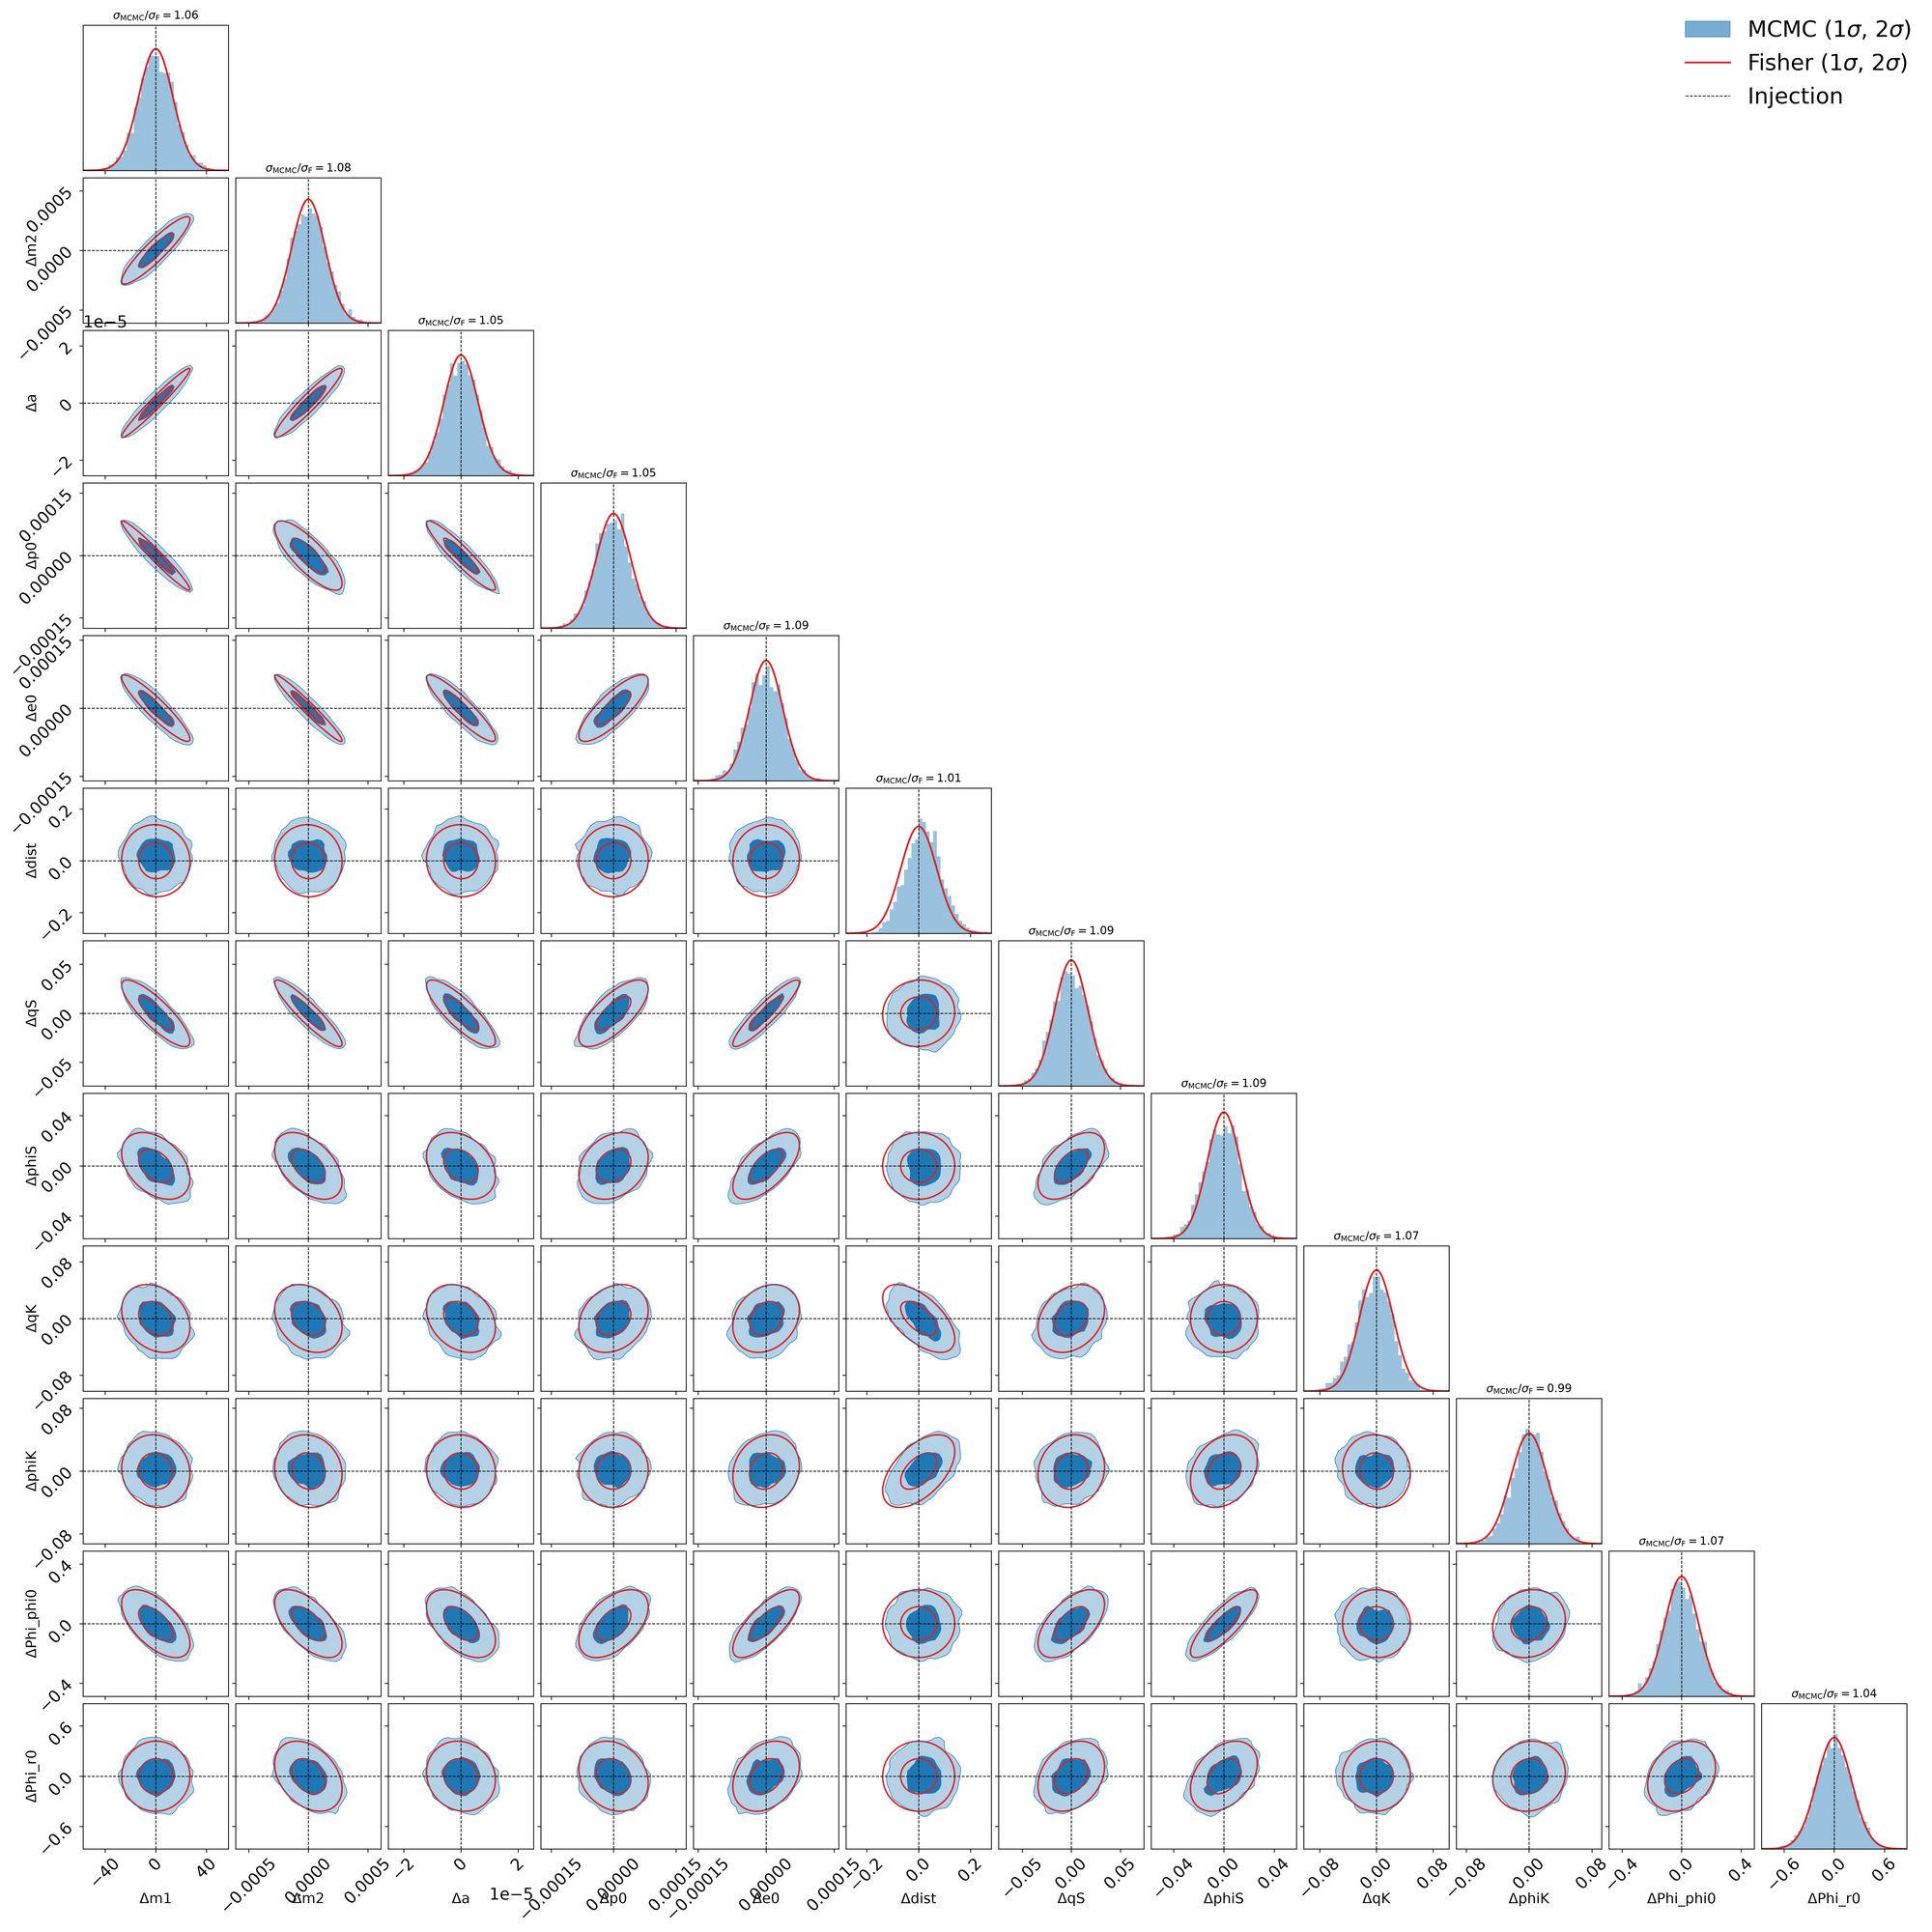 σMCMC/σF = 1.06
MCMC (1σ, 2σ)
Fisher (1σ, 2σ)
Injection
σMCMC/σF = 1.08
Δm2
0.0005
0.0000
−0.0005
σMCMC/σF = 1.05
1e−5
Δa
2
0
−2
σMCMC/σF = 1.05
Δp0
0.00015
0.00000
−0.00015
σMCMC/σF = 1.09
Δe0
0.00015
0.00000
−0.00015
σMCMC/σF = 1.01
Δdist
0.2
0.0
−0.2
σMCMC/σF = 1.09
ΔqS
0.05
0.00
−0.05
σMCMC/σF = 1.09
ΔphiS
0.04
0.00
−0.04
σMCMC/σF = 1.07
ΔqK
0.08
0.00
−0.08
σMCMC/σF = 0.99
ΔphiK
0.08
0.00
−0.08
σMCMC/σF = 1.07
ΔPhi_phi0
0.4
0.0
−0.4
σMCMC/σF = 1.04
ΔPhi_r0
0.6
0.0
−0.6
−40 0 40 −0.0005 0.0000 0.0005 −2 0 2 −0.00015 0.00000 0.00015 −0.00015 0.00000 0.00015 −0.2 0.0 0.2 −0.05 0.00 0.05 −0.04 0.00 0.04 −0.08 0.00 0.08 −0.08 0.00 0.08 −0.4 0.0 0.4 −0.6 0.0 0.6
Δm1 Δm2 Δa 1e−5 Δp0 Δe0 Δdist ΔqS ΔphiS ΔqK ΔphiK ΔPhi_phi0 ΔPhi_r0